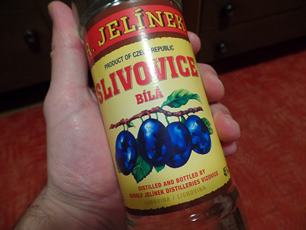 R. JELÍNEK
PRODUCT OF CZECH REPUBLIC
SLIVOVICE
BÍLÁ
DISTILLED AND BOTTLED BY
RUDOLF JELÍNEK DISTILLERIES VIZOVICE